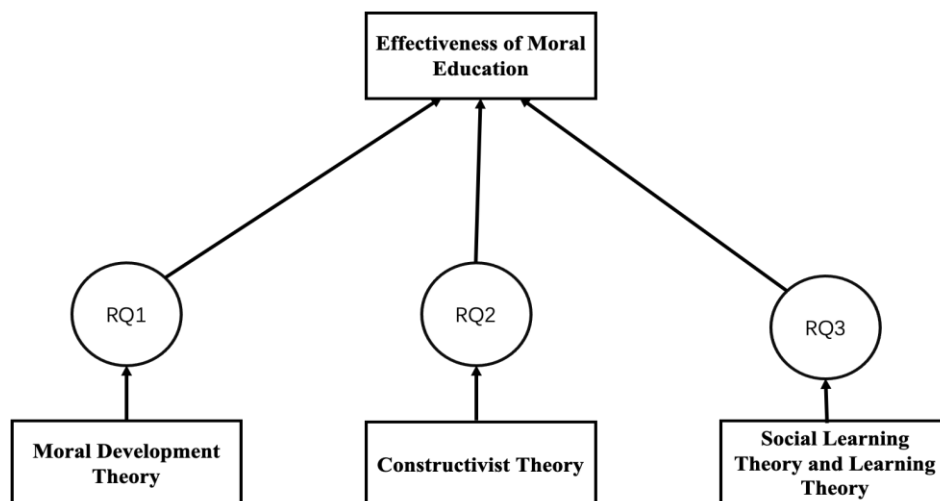 Effectiveness of Moral
Education
RQ1
RQ2
RQ3
Moral Development
Theory
Constructivist Theory
Social Learning
Theory and Learning
Theory